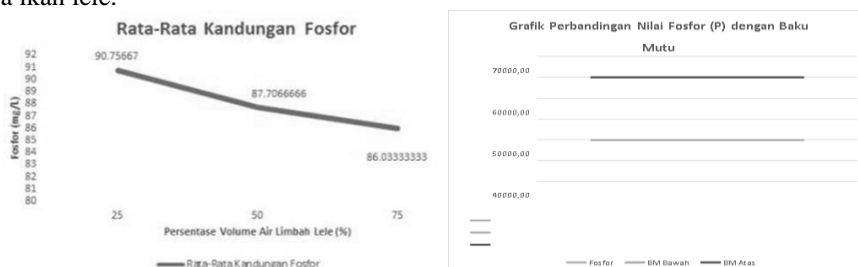 a ikan lele.
Rata-Rata Kandungan Fosfor
92
91
90
89
88
87
86
85
84
83
82
81
80
Fosfor (mg/L)
90.75667
87.7066666
86.03333333
25 50 75
Persentase Volume Air Limbah Lele (%)
Rata-Rata Kandungan Fosfor
Grafik Perbandingan Nilai Fosfor (P) dengan Baku
Mutu
70000,00
60000,00
50000,00
40000,00
Fosfor BM Bawah BM Atas